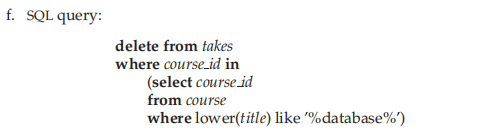 f. SQL query:
delete from takes
where course_id in
(select course_id
from course
where lower(title) like ’%database%’)